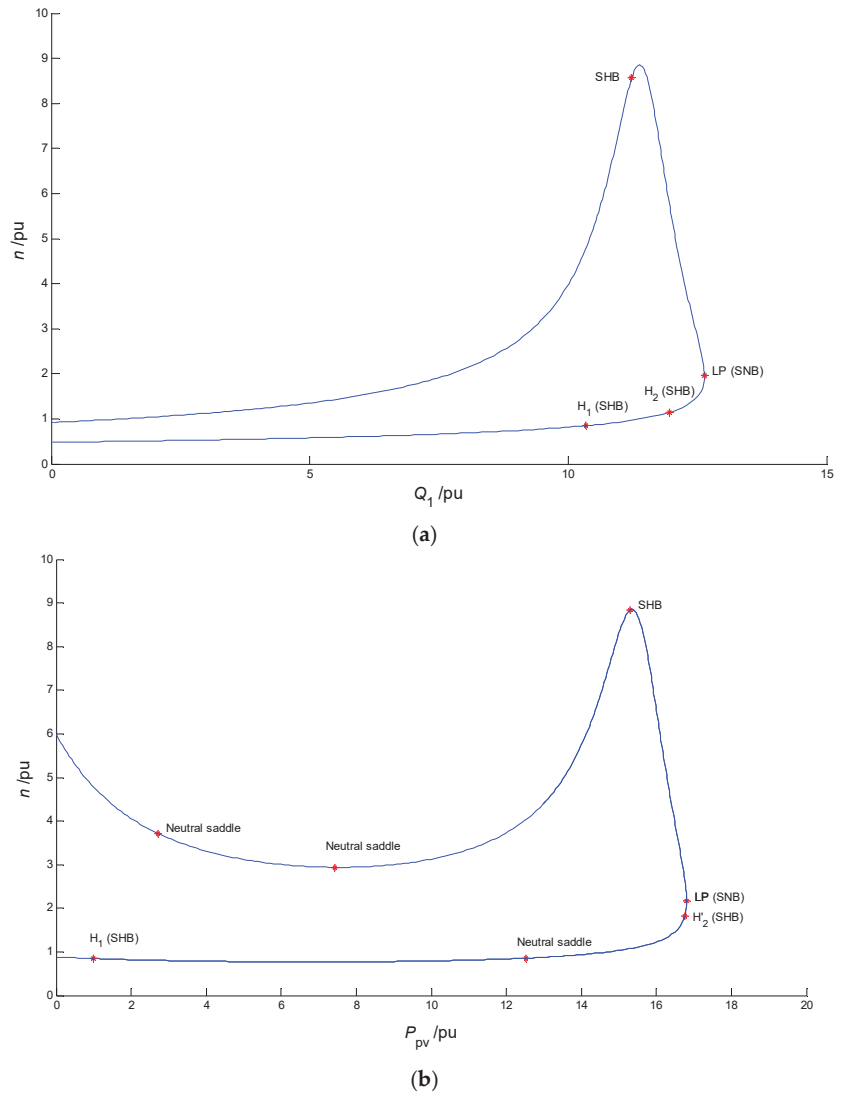 10
9
SHB
8
7
6
n /pu
5
4
3
2
LP (SNB)
H2 (SHB)
H1 (SHB)
1
0
0 5 10 15
Q1 /pu
(a)
10
9
SHB
8
7
6
n /pu
5
4
Neutral saddle
Neutral saddle
3
LP (SNB)
2
H'2 (SHB)
H1 (SHB)
Neutral saddle
1
0
0 2 4 6 8 10 12 14 16 18 20
Ppv /pu
(b)